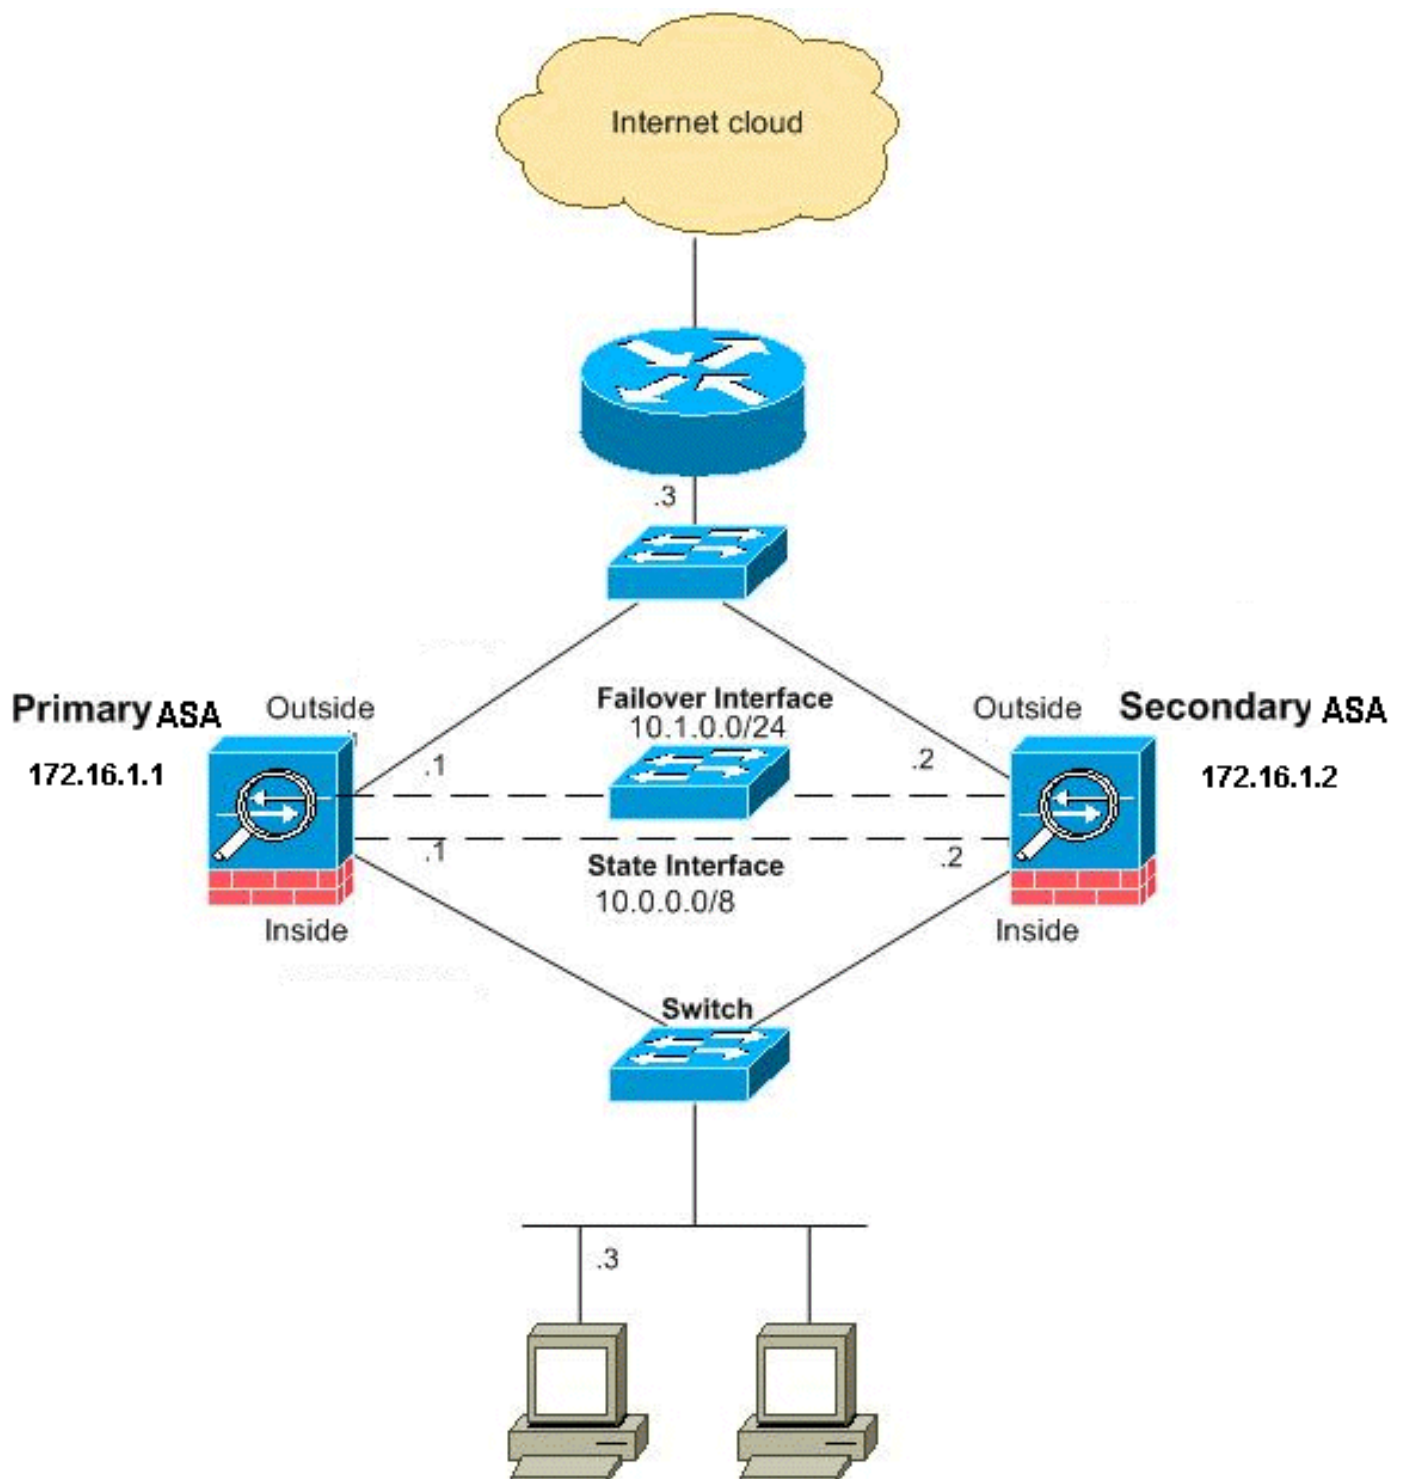 Internet cloud
.3
Primary ASA
Outside
Failover Interface
10.1.0.0/24
Outside
Secondary ASA
172.16.1.1
.1
.2
172.16.1.2
.1
.2
State Interface
10.0.0.0/8
Inside
Inside
Switch
.3